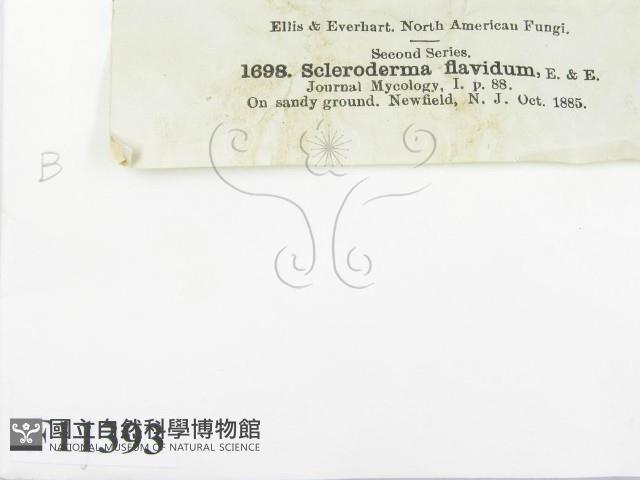 Ellis & Everhart. North American Fungi.
Second Series.
1698. Scleroderma flavidum, E. & E.
Journal Mycology, I. p. 88.
On sandy ground. Newfield, N. J. Oct. 1885.
B
國立自然科學博物館
NATIONAL MUSEUM OF NATURAL SCIENCE
F11593